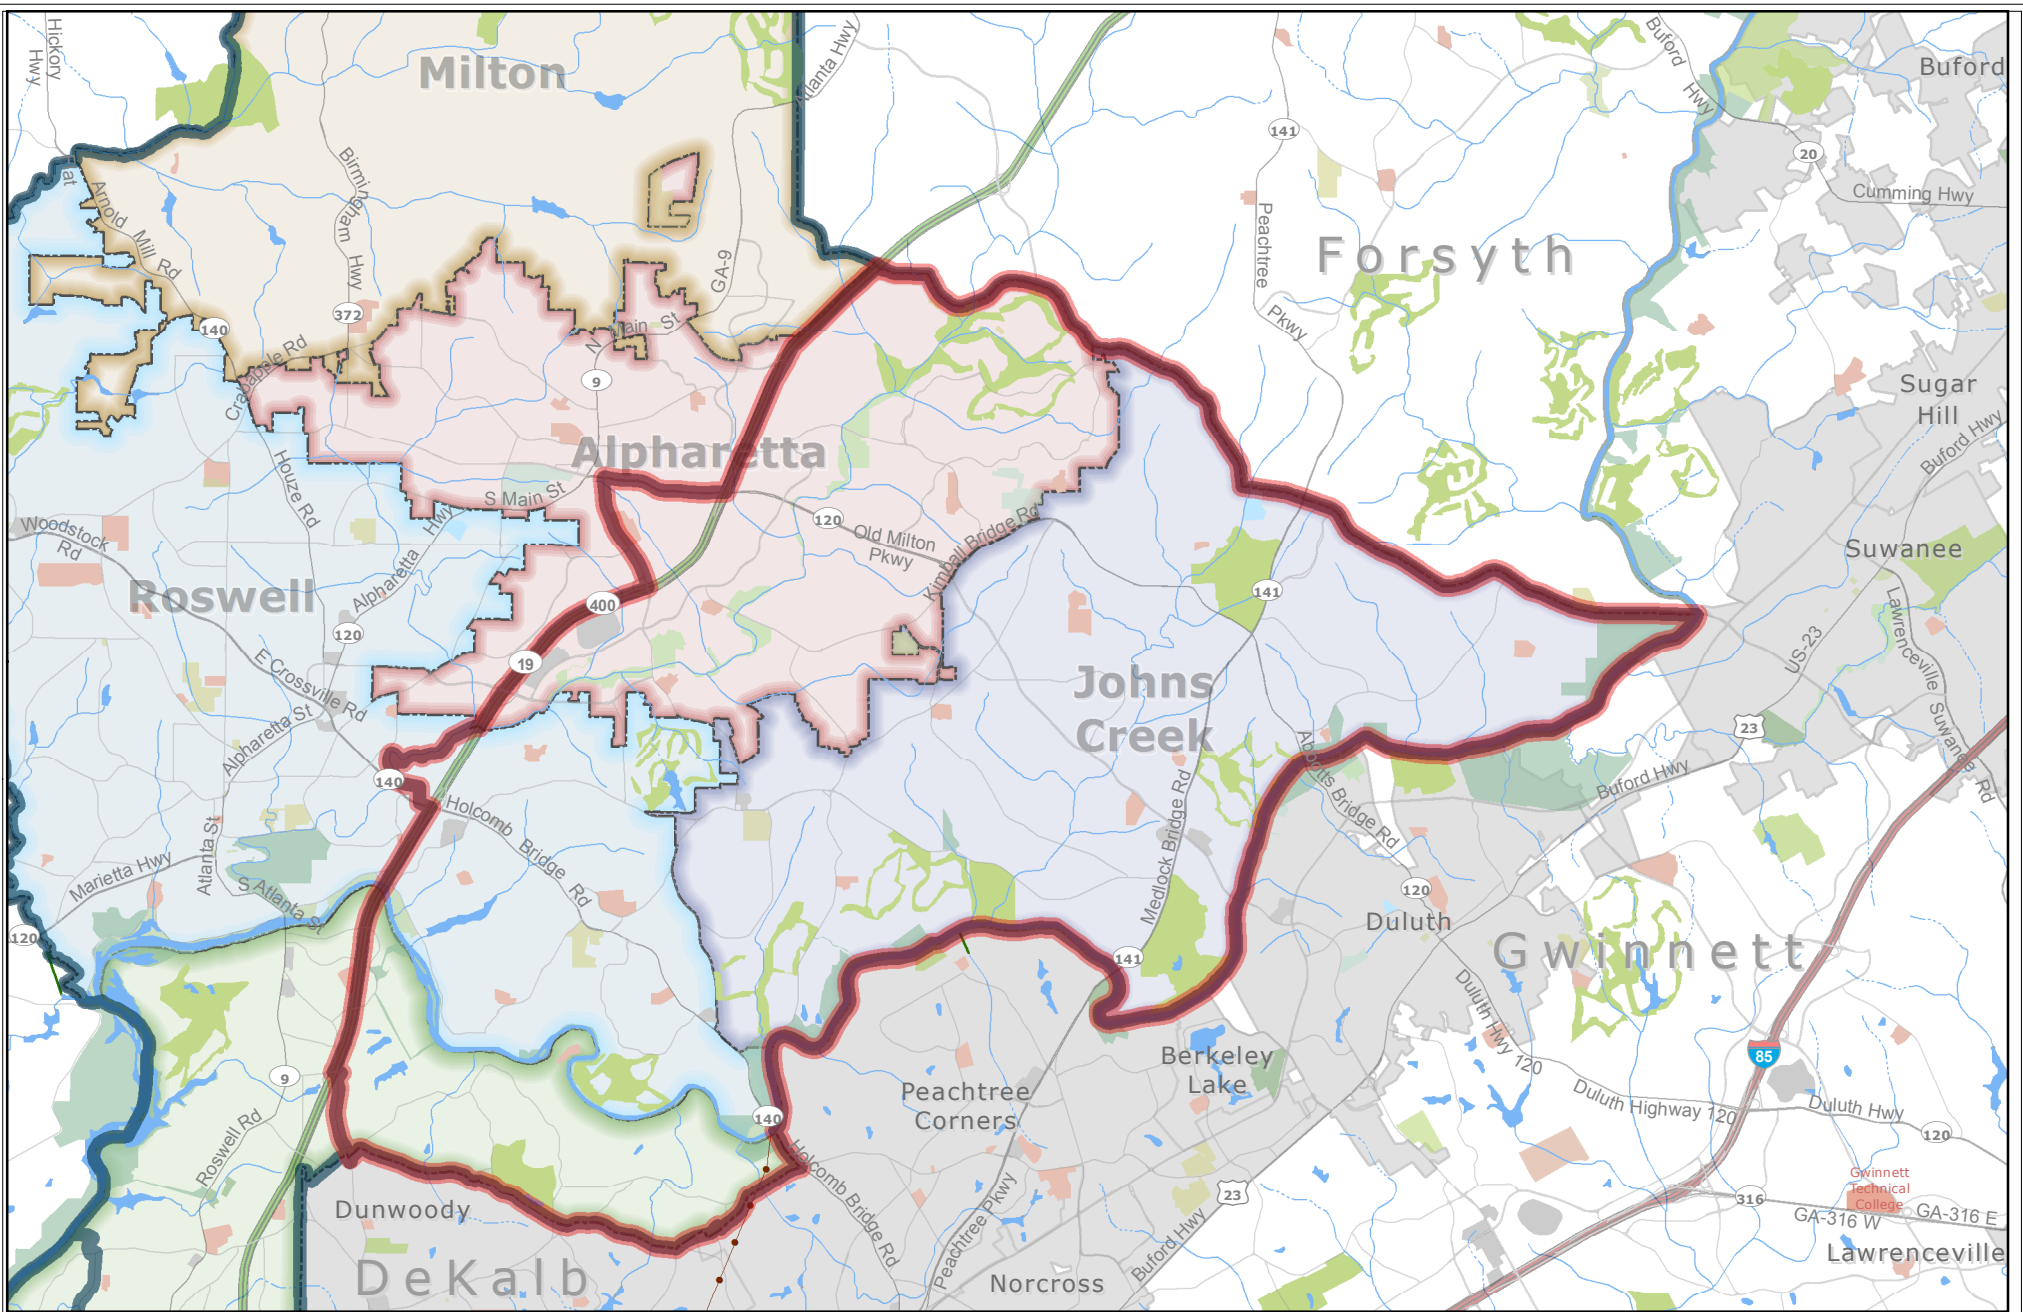 Hickory
Hwy
Milton
Atlanta Hwy
Buford
Hwy
Buford
141
20
Cumming Hwy
Arnold Mill Rd
Birmingham Hwy
GA-9
Peachtree
Pkwy
Forsyth
140
372
Crabapple Rd
N Main St
9
Sugar
Hill
Buford Hwy
Alpharetta
Houze Rd
S Main St
Woodstock
Rd
Alpharetta Hwy
120
Old Milton
Pkwy
Kimball Bridge Rd
Suwanee
Roswell
400
141
120
19
E Crossville Rd
Alpharetta St
Johns
Creek
US-23
Lawrenceville Suwanee Rd
23
140
Holcomb Bridge Rd
Abbotts Bridge Rd
Buford Hwy
Medlock Bridge Rd
Marietta Hwy
Atlanta St
S Atlanta St
120
120
Duluth
Gwinnett
141
Duluth Hwy 120
9
Berkeley
Lake
85
Peachtree
Corners
140
Duluth Highway 120
Duluth Hwy
120
Roswell Rd
Holcomb Bridge Rd
Peachtree Pkwy
Buford Hwy
23
316
Gwinnett
Technical
College
GA-316 W
GA-316 E
Dunwoody
DeKalb
Norcross
Lawrenceville